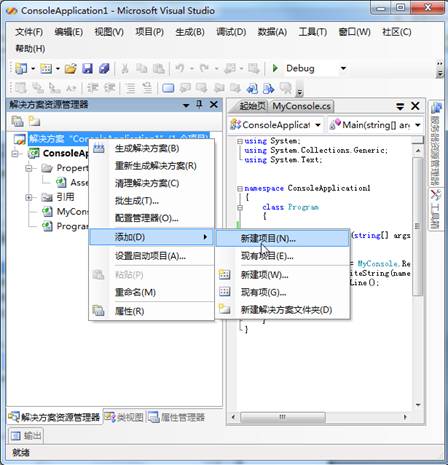 ConsoleApplication1 - Microsoft Visual Studio
文件(F) 编辑(E) 视图(V) 项目(P) 生成(B) 调试(D) 数据(A) 工具(T) 窗口(W) 社区(C)
帮助(H)
Debug
解决方案资源管理器
起始页 MyConsole.cs
解决方案 "ConsoleApplication1" (1 个项目)
ConsoleAp
Propert
Asse
引用
MyCons
Progra
生成解决方案(B)
重新生成解决方案(R)
清理解决方案(C)
批生成(T)...
配置管理器(O)...
添加(D)
设置启动项目(A)...
粘贴(P)
重命名(M)
属性(R)
新建项目(N)...
现有项目(E)...
新建项(W)...
现有项(G)...
新建解决方案文件夹(D)
ConsoleApplicat Main(string[] arg
using System;
using System.Collections.Generic;
using System.Text;
namespace ConsoleApplication1
{
class Program
{
(string[] args
= MyConsole.Re
iteString(name
Line();
}
服务器资源管理器
工具箱
解决方案资源管理器 类视图 属性管理器
输出
就绪